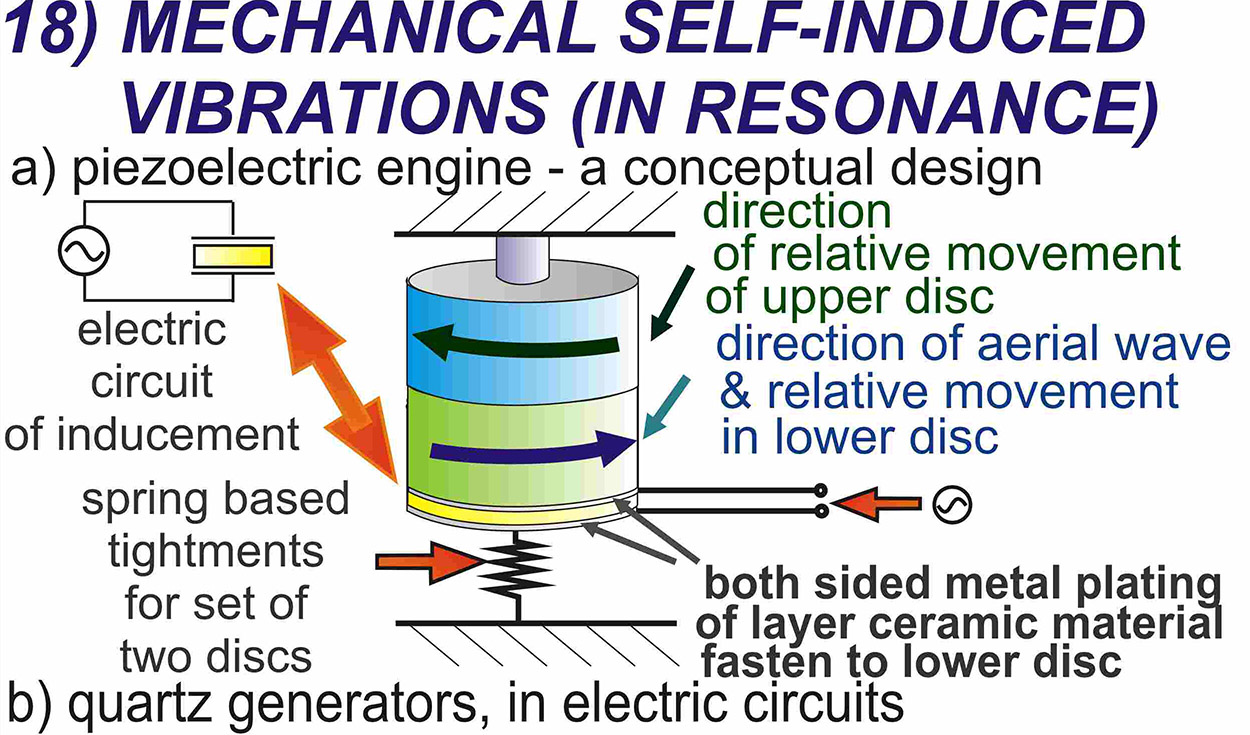 18) MECHANICAL SELF-INDUCED
VIBRATIONS (IN RESONANCE)
a) piezoelectric engine - a conceptual design
direction
of relative movement
of upper disc
direction of aerial wave
& relative movement
in lower disc
electric
circuit
of inducement
spring based
tightments
for set of
two discs
both sided metal plating
of layer ceramic material
fasten to lower disc
b) quartz generators, in electric circuits